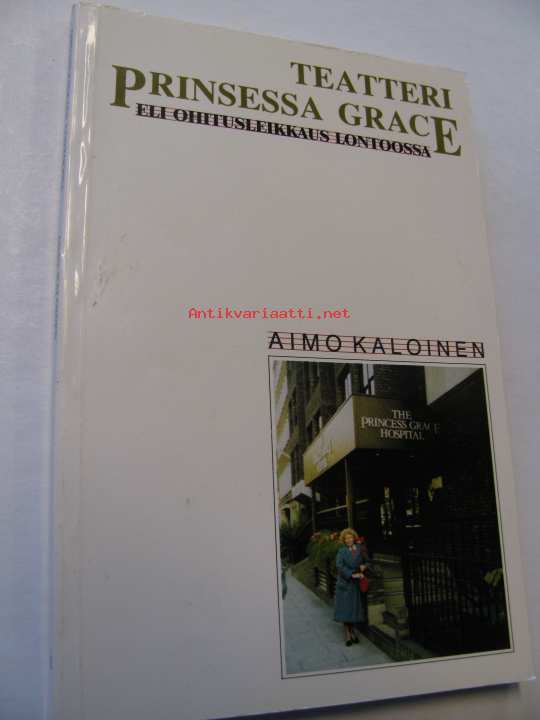 TEATTERI
PRINSESSA GRACE
ELI OHITUSLEIKKAUS LONTOOSSA
Antikvariaatti.net
AIMO KALOINEN
THE
PRINCESS GRACE
HOSPITAL